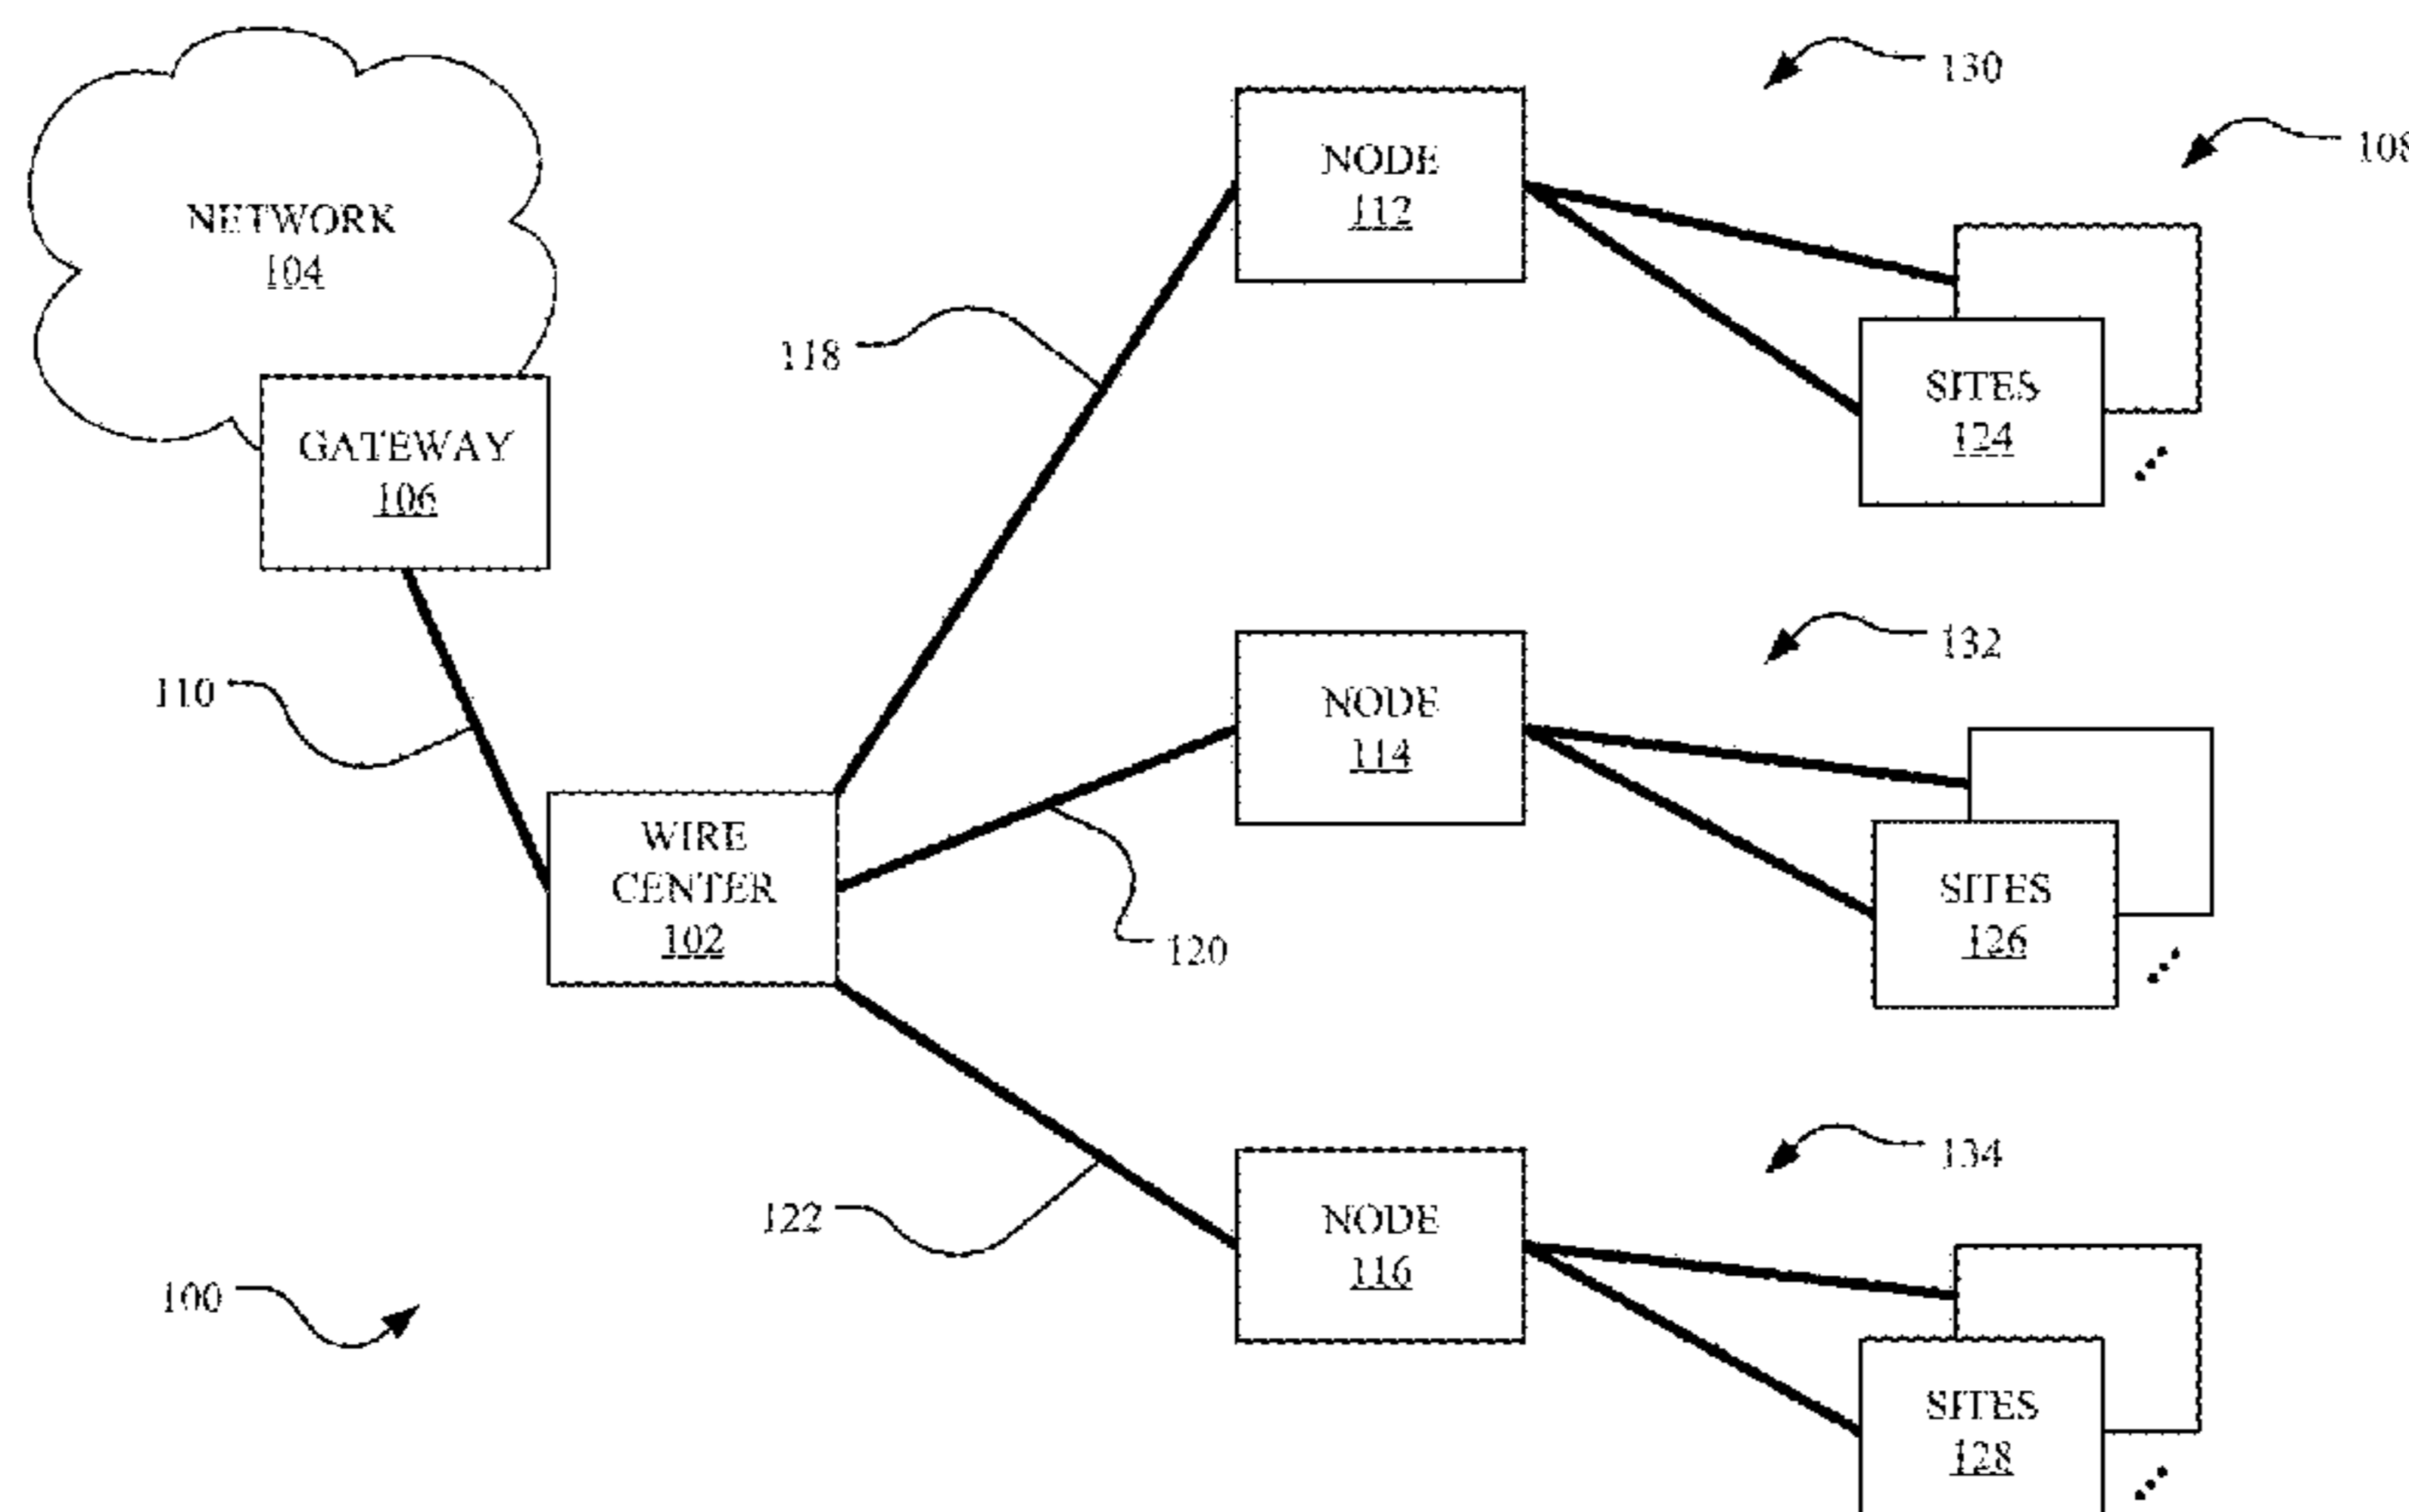 130
108
NODE
112
NETWORK
104
118
SITES
124
GATEWAY
106
132
110
NODE
114
WIRE
CENTER
102
120
SITES
126
134
122
NODE
116
100
SITES
128